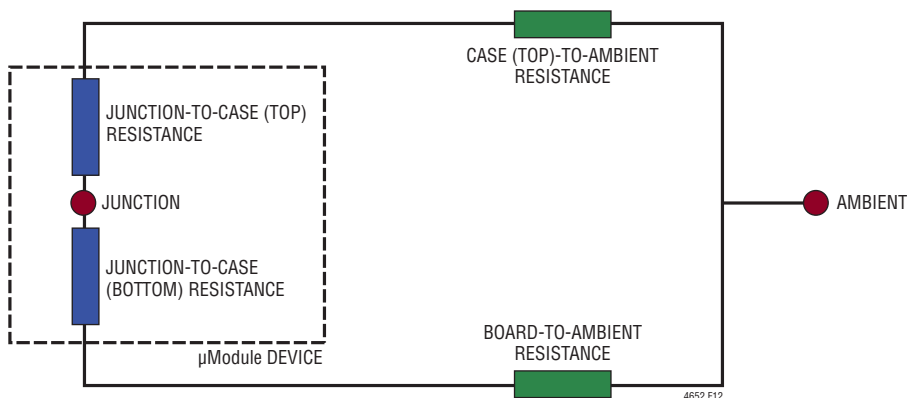 CASE (TOP)-TO-AMBIENT
RESISTANCE
JUNCTION-TO-CASE (TOP)
RESISTANCE
JUNCTION
AMBIENT
JUNCTION-TO-CASE
(BOTTOM) RESISTANCE
µModule DEVICE
BOARD-TO-AMBIENT
RESISTANCE
4652 F12